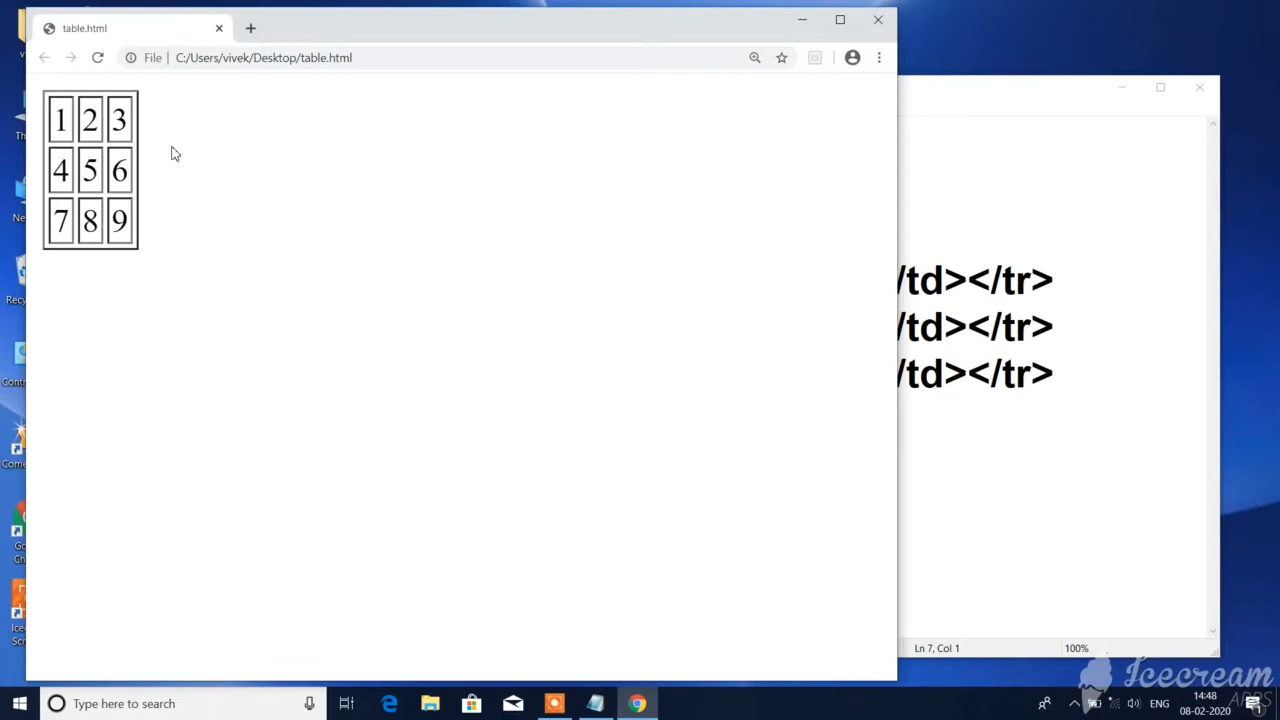 table.html
File
C:/Users/vivek/Desktop/table.html
1 2 3
4 5 6
7 8 9
/td></tr>
/td></tr>
/td></tr>
Ln 7, Col 1
100%
Type here to search
ENG
14:48
08-02-2020
1
Icecream
APPS